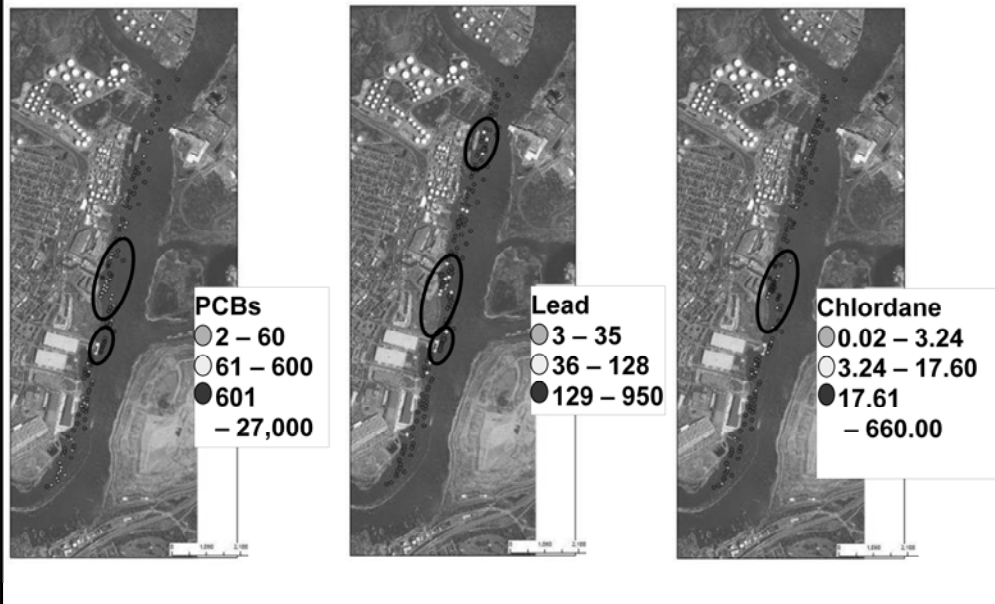 PCBs
2 – 60
61 – 600
601
– 27,000
Lead
3 – 35
36 – 128
129 – 950
Chlordane
0.02 – 3.24
3.24 – 17.60
17.61
– 660.00